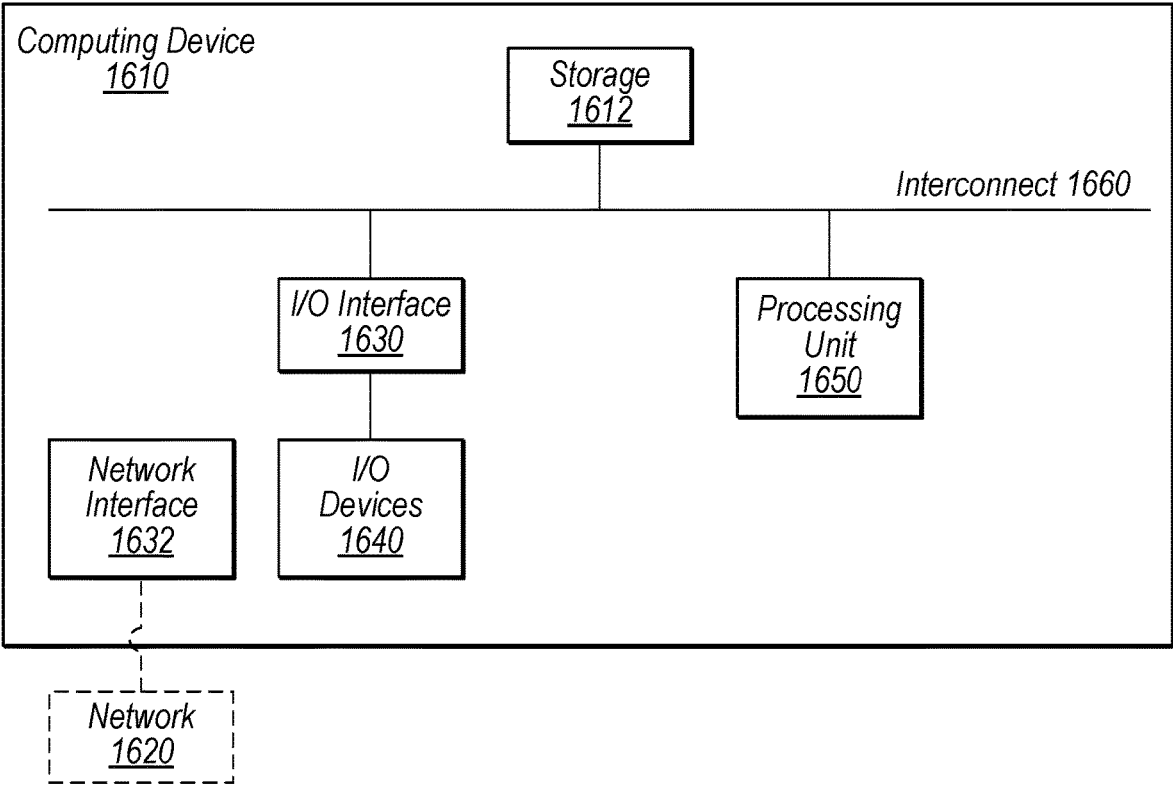 Computing Device
1610
Storage
1612
Interconnect 1660
I/O Interface
1630
Processing
Unit
1650
Network
Interface
1632
I/O
Devices
1640
Network
1620